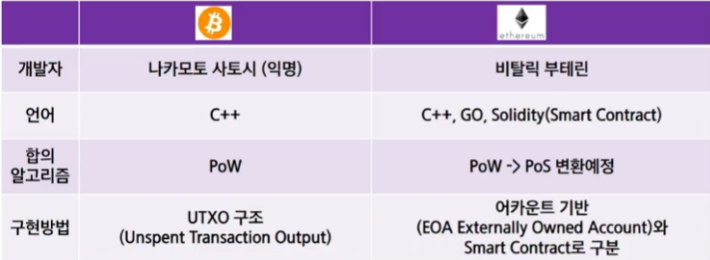 ethereum
개발자
나카모토 사토시 (익명)
비탈릭 부테린
언어
C++
C++, GO, Solidity(Smart Contract)
합의
알고리즘
PoW
PoW -> PoS 변환예정
구현방법
UTXO 구조
(Unspent Transaction Output)
어카운트 기반
(EOA Externally Owned Account)와
Smart Contract로 구분